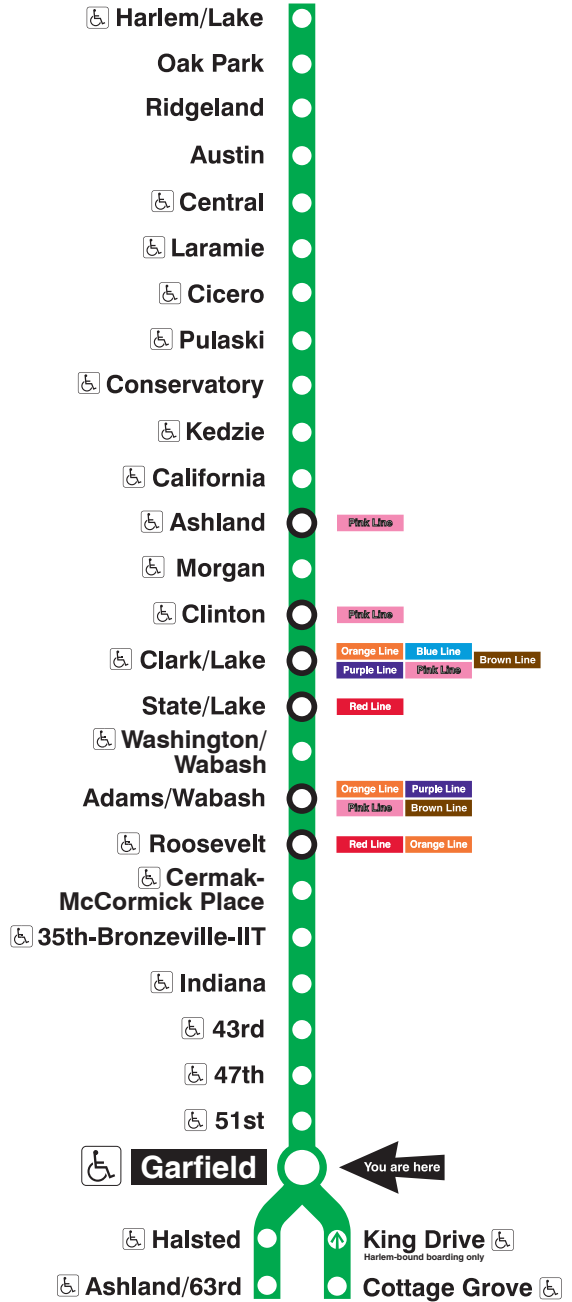 Harlem/Lake
Oak Park
Ridgeland
Austin
Central
Laramie
Cicero
Pulaski
Conservatory
Kedzie
California
Ashland
Pink Line
Morgan
Clinton
Pink Line
Clark/Lake
Orange Line Blue Line
Brown Line
Purple Line Pink Line
State/Lake
Red Line
Washington/
Wabash
Adams/Wabash
Orange Line Purple Line
Pink Line Brown Line
Roosevelt
Red Line Orange Line
Cermak-
McCormick Place
35th-Bronzeville-IIT
Indiana
43rd
47th
51st
Garfield
You are here
Halsted
King Drive
Harlem-bound boarding only
Ashland/63rd
Cottage Grove